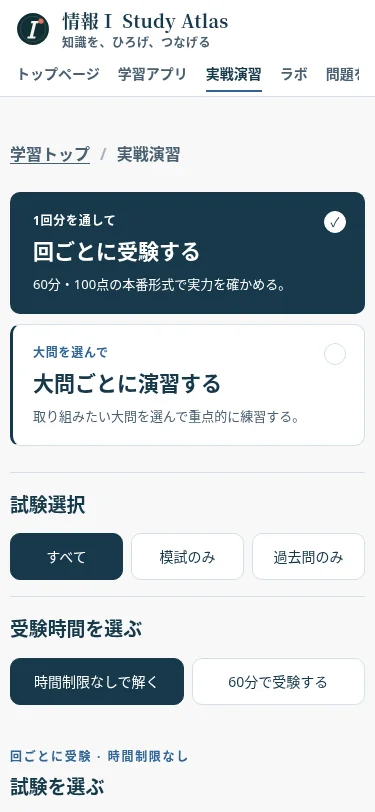 情報 I Study Atlas
知識を、ひろげ、つなげる
トップページ 学習アプリ 実戦演習 ラボ 問題を
学習トップ / 実戦演習
1回分を通して
回ごとに受験する
60分・100点の本番形式で実力を確かめる。
大問を選んで
大問ごとに演習する
取り組みたい大問を選んで重点的に練習する。
試験選択
すべて 模試のみ 過去問のみ
受験時間を選ぶ
時間制限なしで解く 60分で受験する
回ごとに受験 · 時間制限なし
試験を選ぶ